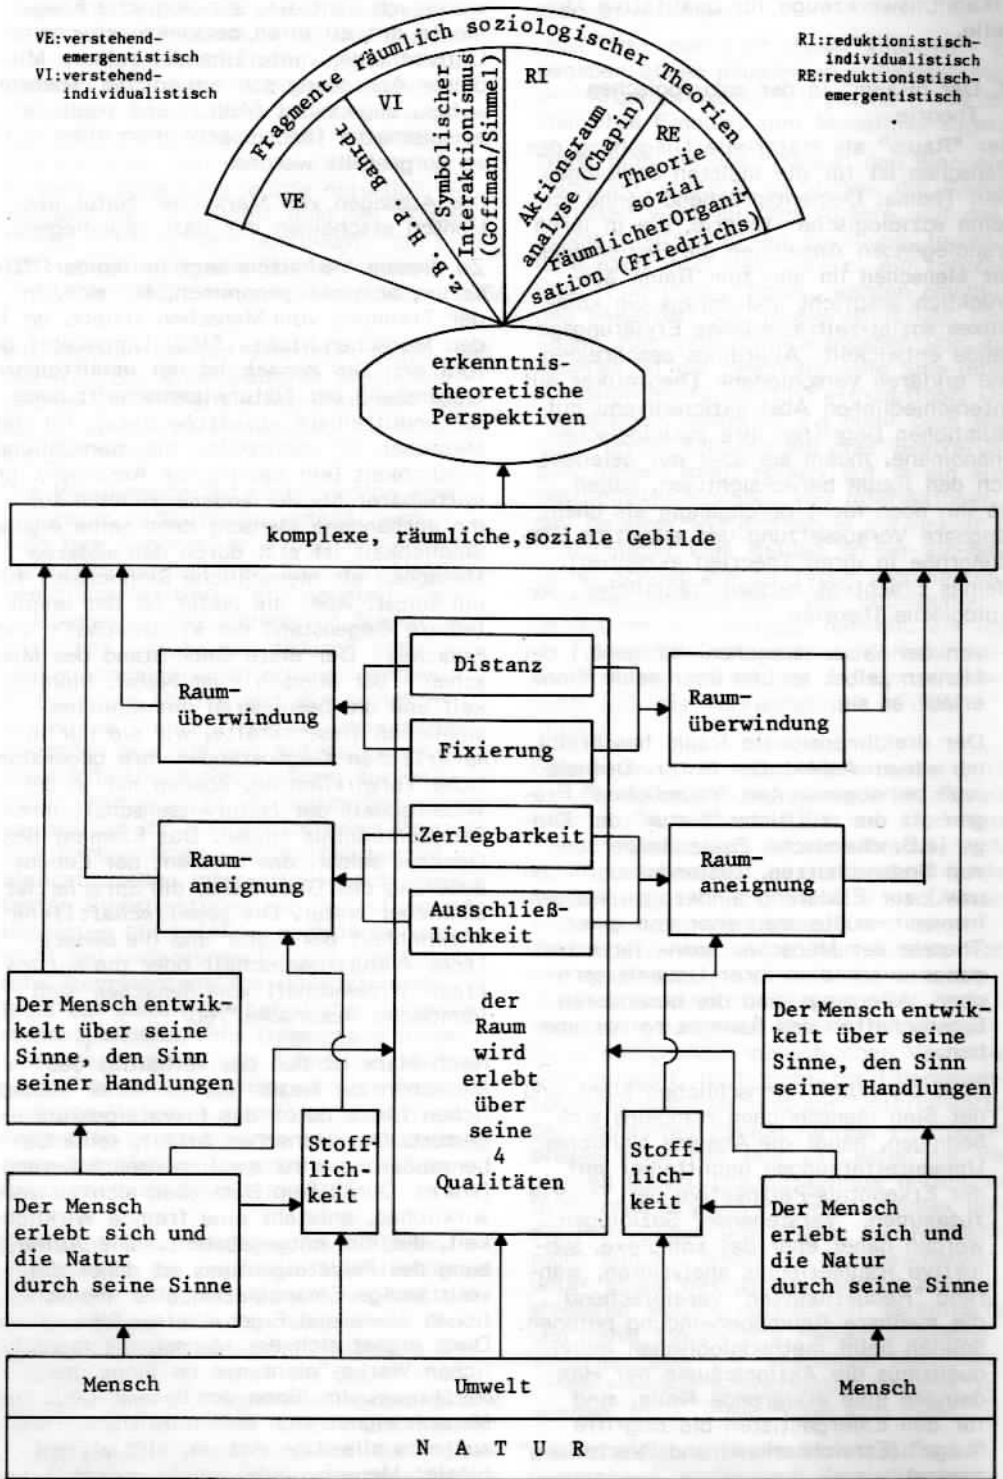 VE:verstehend-
emergentistisch
VI:verstehend-
individualistisch
RI:reduktionistisch-
individualistisch
RE:reduktionistisch-
emergentistisch
Fragmente räumlich soziologischer Theorien
VE
z.B. H.P. Bahrdt
VI
Symbolischer
Interaktionismus
(Goffman/Simmel)
RI
Aktionsraum-
analyse (Chapin)
RE
Theorie
sozial
räumlicher Organi-
sation (Friedrichs)
erkenntnis-
theoretische
Perspektiven
komplexe, räumliche, soziale Gebilde
Raum-
überwindung
Distanz
Fixierung
Raum-
überwindung
Raum-
aneignung
Zerlegbarkeit
Ausschließ-
lichkeit
Raum-
aneignung
Der Mensch entwik-
kelt über seine
Sinne, den Sinn
seiner Handlungen
der
Raum
wird
erlebt
über
seine
4
Qualitäten
Der Mensch entwik-
kelt über seine
Sinne, den Sinn
seiner Handlungen
Stoff-
lich-
keit
Stoff-
lich-
keit
Der Mensch
erlebt sich und
die Natur
durch seine Sinne
Der Mensch
erlebt sich und
die Natur
durch seine Sinne
Mensch
Umwelt
Mensch
NATUR